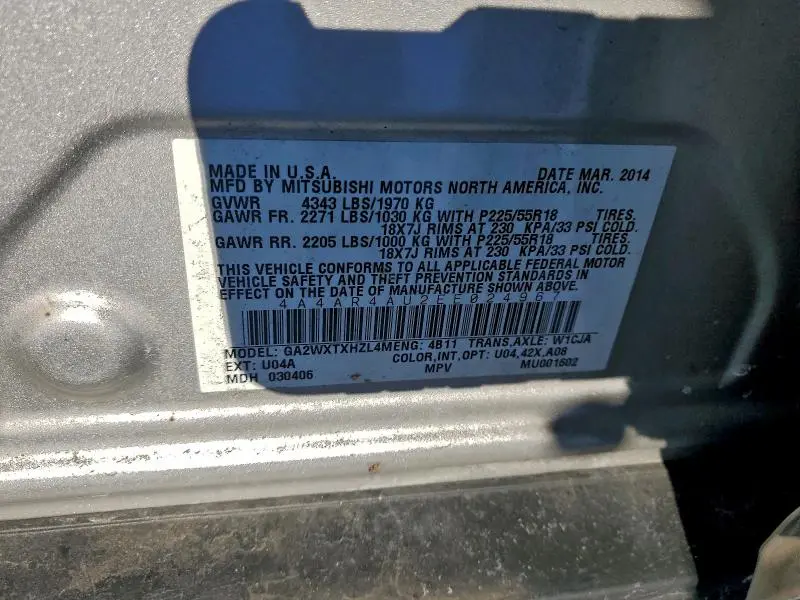 MADE IN U.S.A. DATE MAR. 2014
MFD BY MITSUBISHI MOTORS NORTH AMERICA, INC.
GVWR 4343 LBS/1970 KG
GAWR FR. 2271 LBS/1030 KG WITH P225/55R18 TIRES.
18X7J RIMS AT 230 KPA/33 PSI COLD.
GAWR RR. 2205 LBS/1000 KG WITH P225/55R18 TIRES.
18X7J RIMS AT 230 KPA/33 PSI COLD.
THIS VEHICLE CONFORMS TO ALL APPLICABLE FEDERAL MOTOR
VEHICLE SAFETY AND THEFT PREVENTION STANDARDS IN
EFFECT ON THE DATE OF MANUFACTURE SHOWN ABOVE.
4A4AR4AU2EE024967
MODEL: GA2WXTXHZL4MENG: 4B11 TRANS,AXLE: W1CJA
EXT: U04A COLOR,INT,OPT: U04,42X,A08
MDH 030406 MPV MU001602